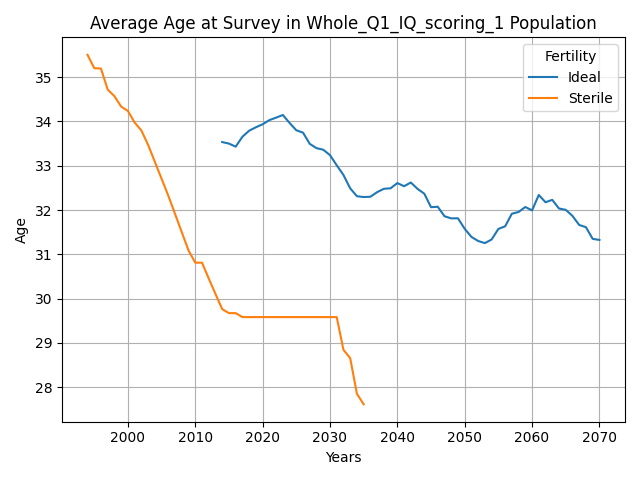 Average Age at Survey in Whole_Q1_IQ_scoring_1 Population
Fertility
Ideal
Sterile
35
34
33
32
31
30
29
28
Age
2000 2010 2020 2030 2040 2050 2060 2070
Years